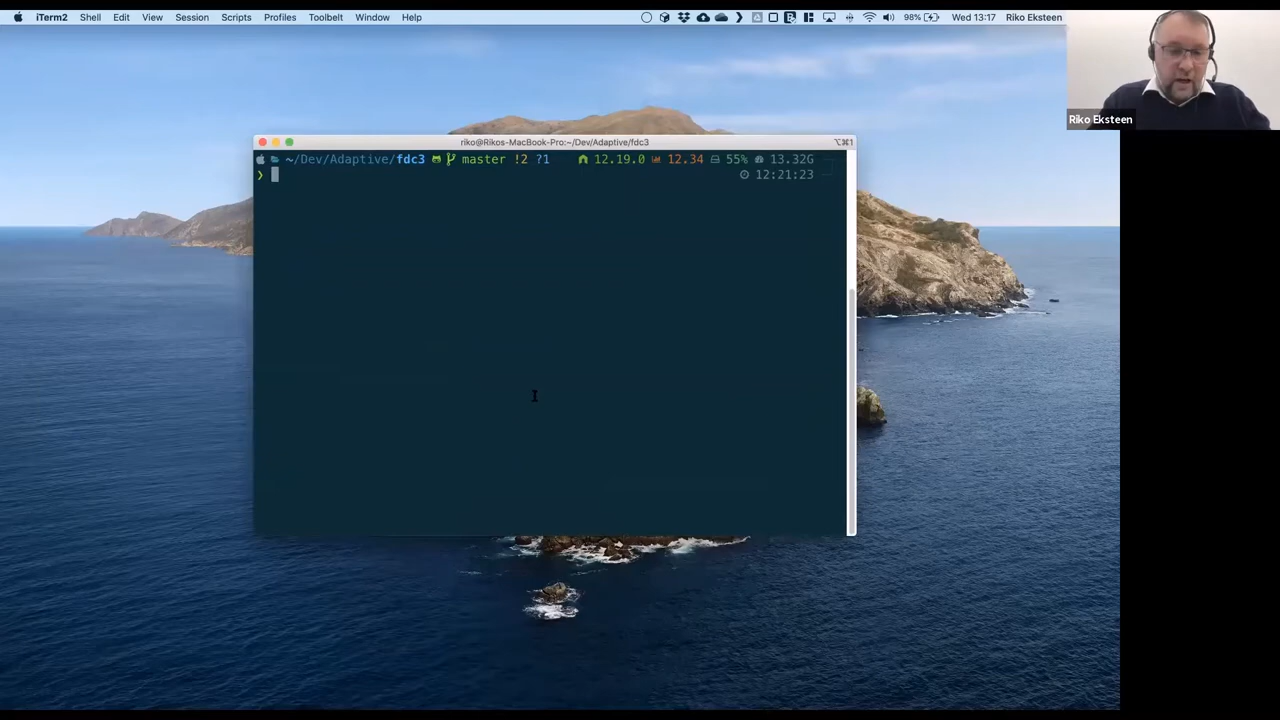 iTerm2 Shell Edit View Session Scripts Profiles Toolbelt Window Help 98% Wed 13:17 Riko Eksteen
Riko Eksteen
riko@Rikos-MacBook-Pro:~/Dev/Adaptive/fdc3 ⌥⌘1
~/Dev/Adaptive/fdc3 master !2 ?1 12.19.0 12.34 55% 13.32G
❯ 12:21:23